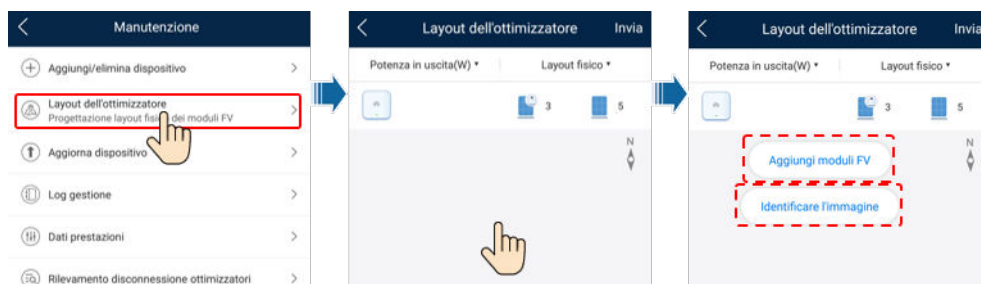 Manutenzione
Aggiungi/elimina dispositivo
Layout dell'ottimizzatore
Progettazione layout dei moduli FV
Aggiorna dispositivo
Log gestione
Dati prestazioni
Rilevamento disconnessione ottimizzatori
Layout dell'ottimizzatore Invia
Potenza in uscita(W) Layout fisico
3 5
N
Layout dell'ottimizzatore Invia
Potenza in uscita(W) Layout fisico
3 5
N
Aggiungi moduli FV
Identificare l'immagine